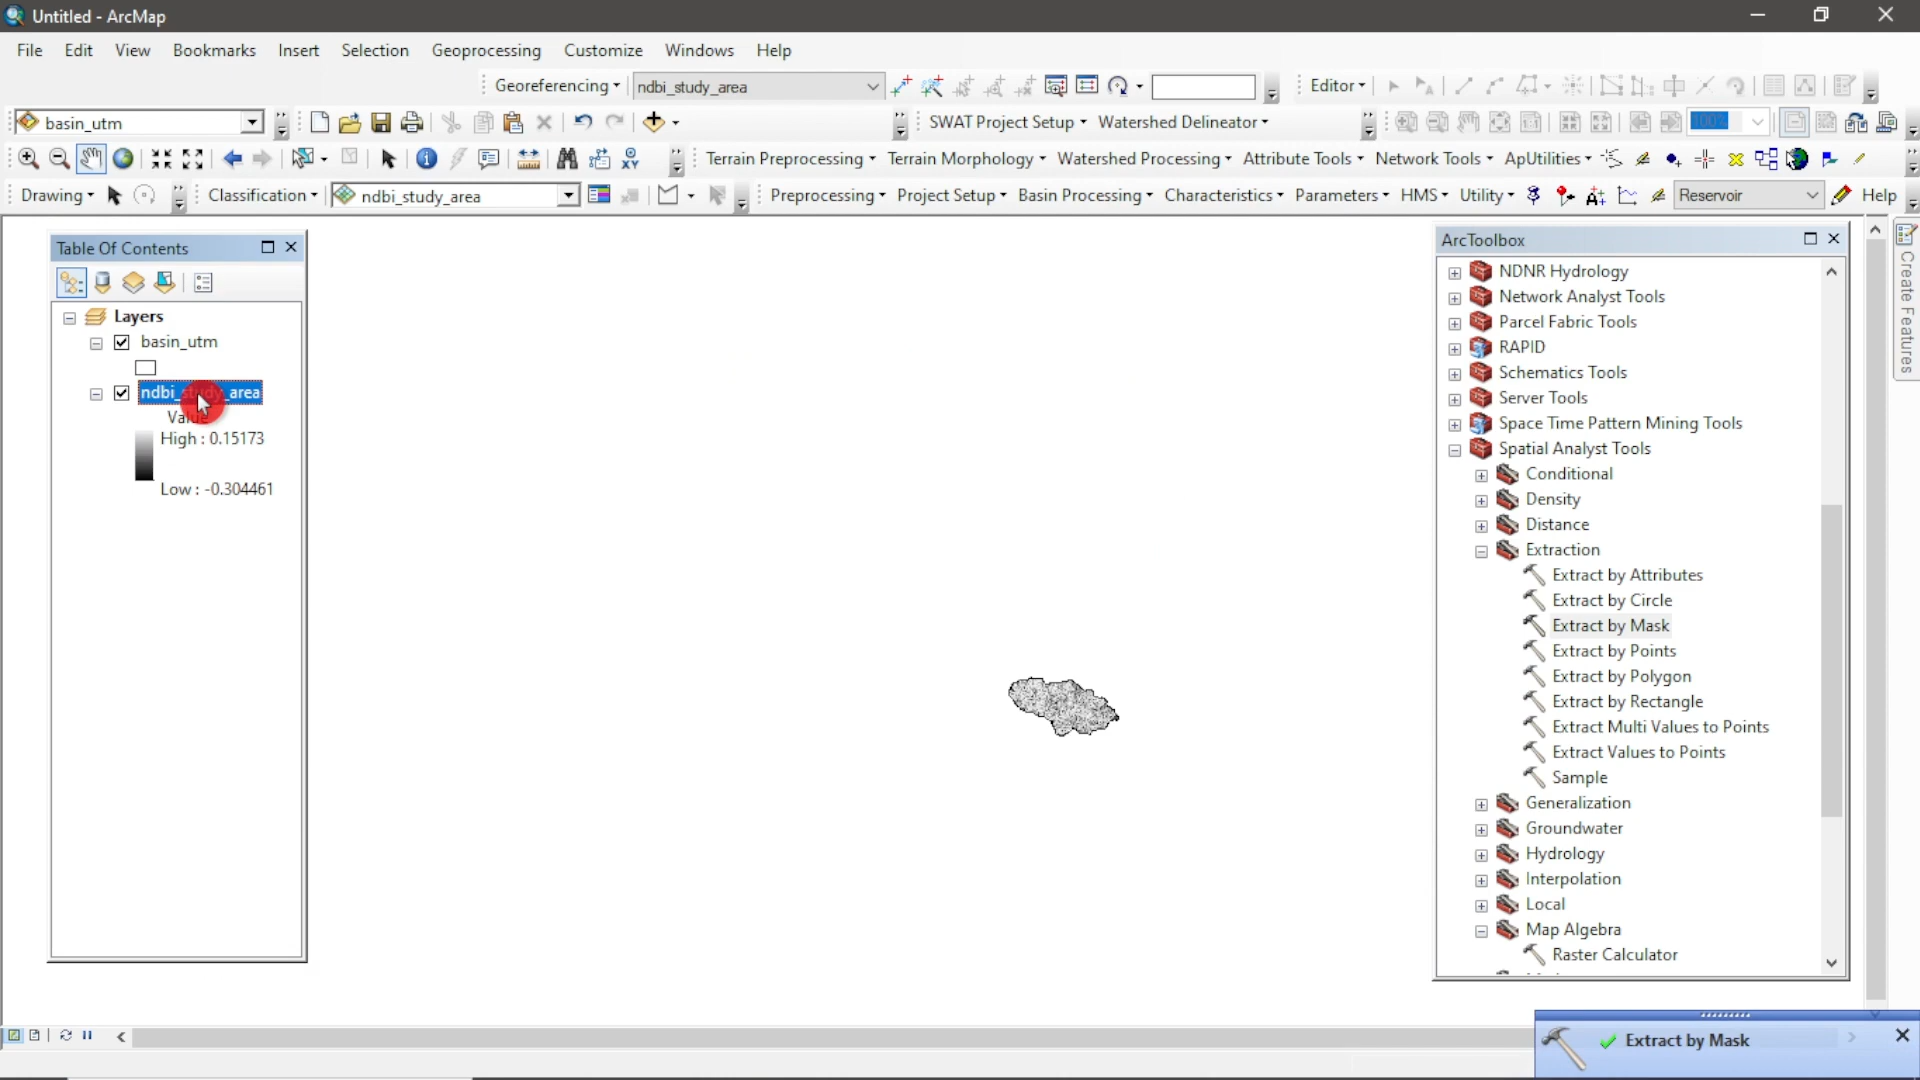 Untitled - ArcMap
File Edit View Bookmarks Insert Selection Geoprocessing Customize Windows Help
Georeferencing ndbi_study_area Editor
basin_utm SWAT Project Setup Watershed Delineator 100%
Terrain Preprocessing Terrain Morphology Watershed Processing Attribute Tools Network Tools ApUtilities
Drawing Classification ndbi_study_area Preprocessing Project Setup Basin Processing Characteristics Parameters HMS Utility Reservoir Help
Table Of Contents
Layers
basin_utm
ndbi_study_area
Value
High : 0.15173
Low : -0.304461
ArcToolbox
NDNR Hydrology
Network Analyst Tools
Parcel Fabric Tools
RAPID
Schematics Tools
Server Tools
Space Time Pattern Mining Tools
Spatial Analyst Tools
Conditional
Density
Distance
Extraction
Extract by Attributes
Extract by Circle
Extract by Mask
Extract by Points
Extract by Polygon
Extract by Rectangle
Extract Multi Values to Points
Extract Values to Points
Sample
Generalization
Groundwater
Hydrology
Interpolation
Local
Map Algebra
Raster Calculator
Create Features
Extract by Mask